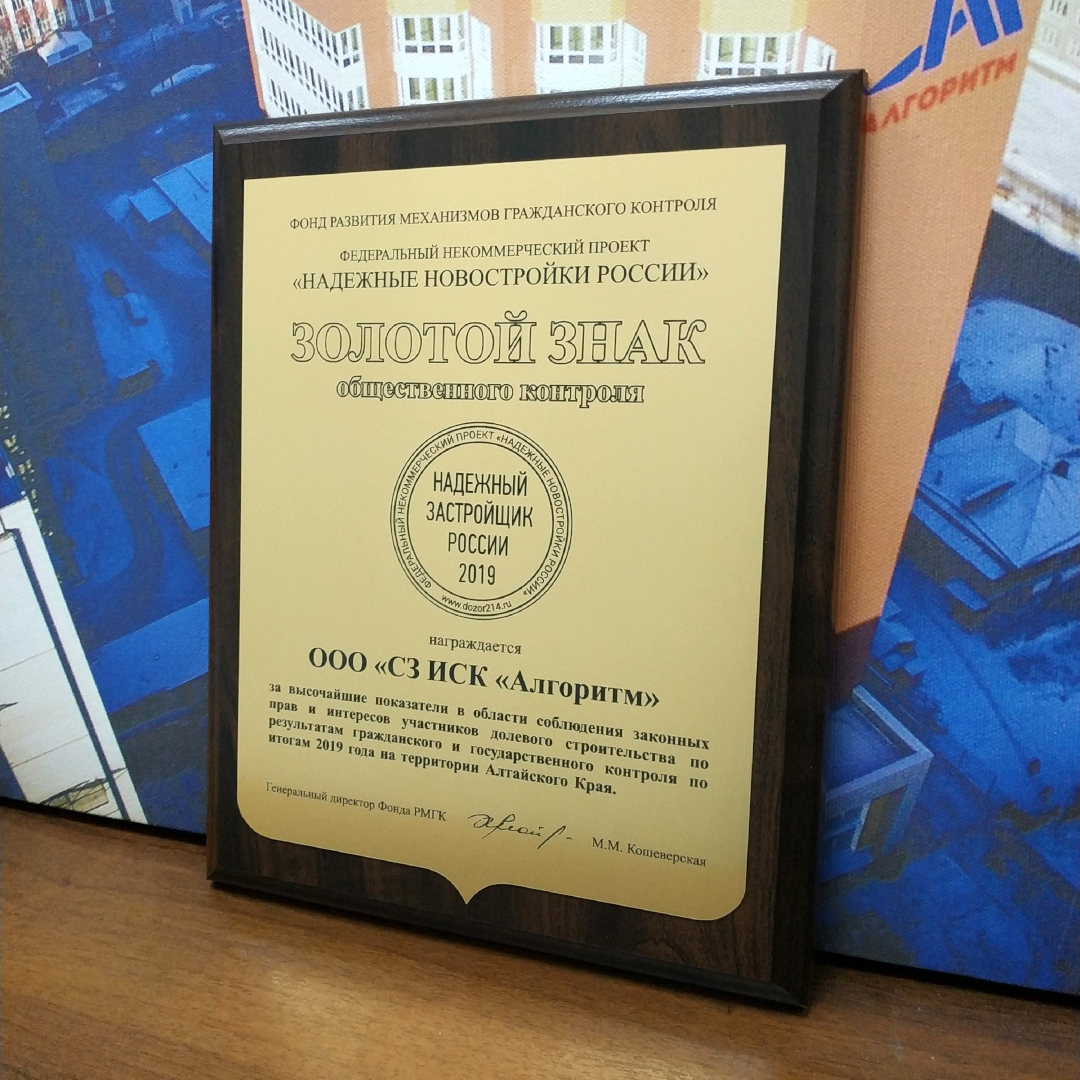 АЛГОРИТМ
ФОНД РАЗВИТИЯ МЕХАНИЗМОВ ГРАЖДАНСКОГО КОНТРОЛЯ
ФЕДЕРАЛЬНЫЙ НЕКОММЕРЧЕСКИЙ ПРОЕКТ
«НАДЕЖНЫЕ НОВОСТРОЙКИ РОССИИ»
ЗОЛОТОЙ ЗНАК
общественного контроля
ФЕДЕРАЛЬНЫЙ НЕКОММЕРЧЕСКИЙ ПРОЕКТ «НАДЕЖНЫЕ НОВОСТРОЙКИ РОССИИ»
НАДЕЖНЫЙ
ЗАСТРОЙЩИК
РОССИИ
2019
www.dozor214.ru
награждается
ООО «СЗ ИСК «Алгоритм»
за высочайшие показатели в области соблюдения законных
прав и интересов участников долевого строительства по
результатам гражданского и государственного контроля по
итогам 2019 года на территории Алтайского Края.
Генеральный директор Фонда РМГК
М.М. Кошеверская